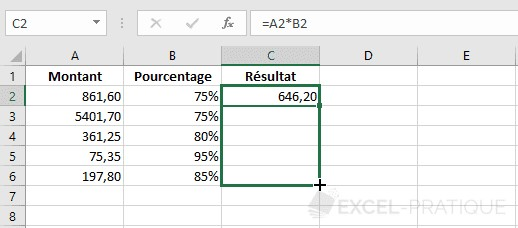 C2 fx =A2*B2
A B C D E F
1 Montant Pourcentage Résultat
2 861,60 75% 646,20
3 5401,70 75%
4 361,25 80%
5 75,35 95%
6 197,80 85%
7
8 EXCEL-PRATIQUE